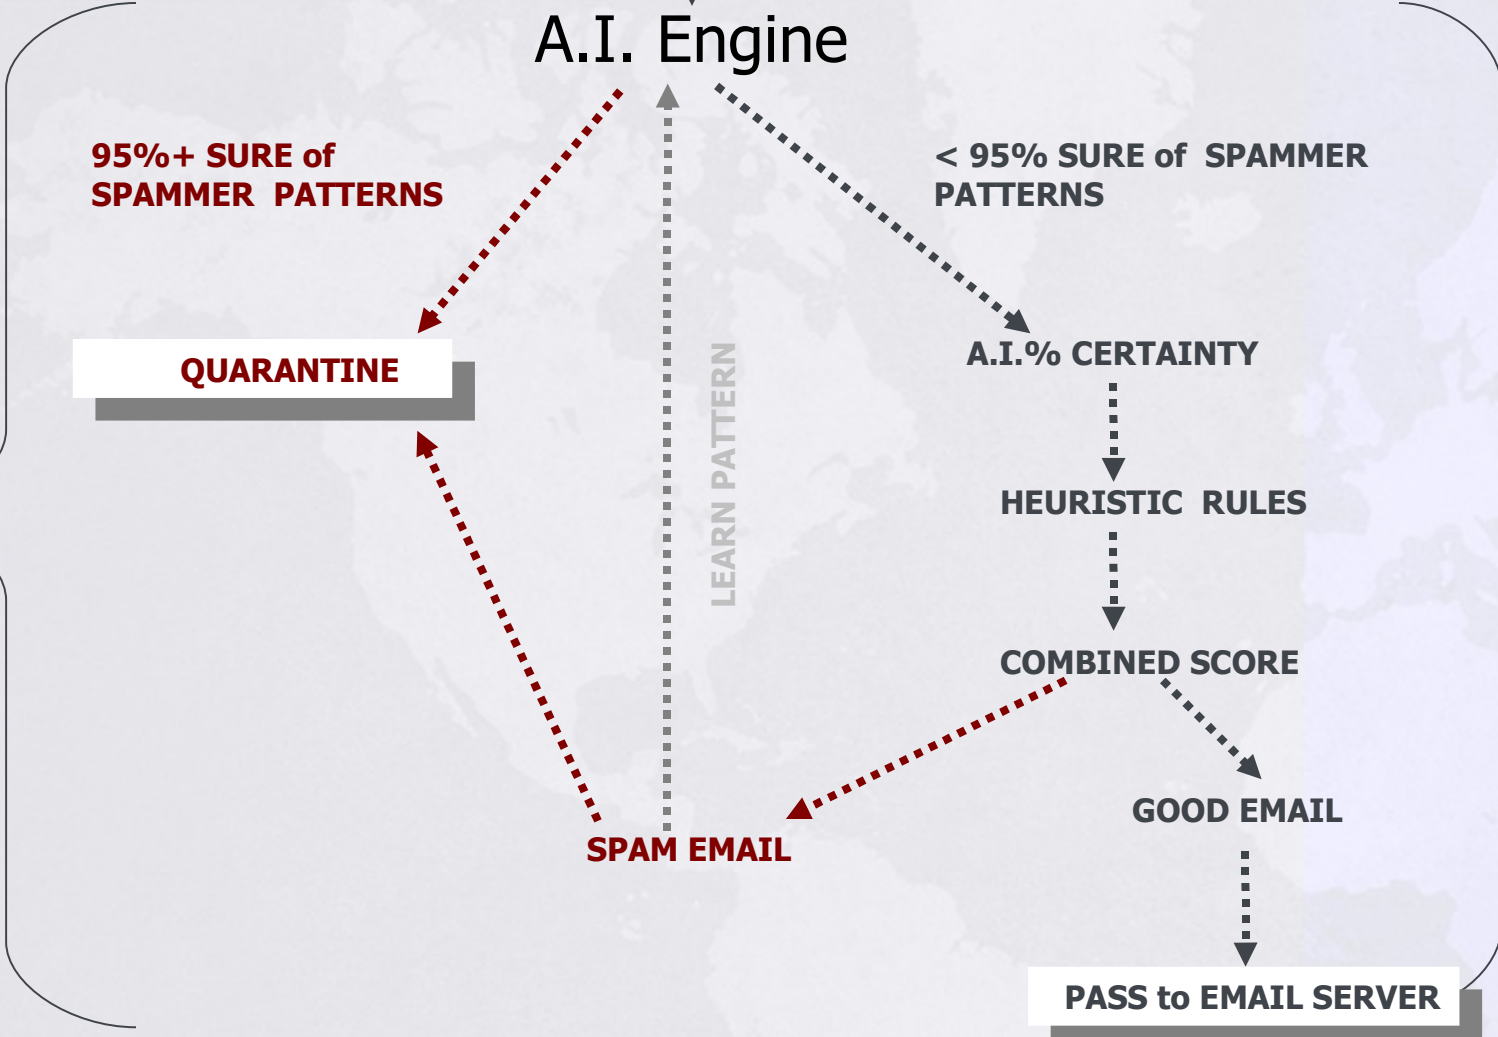 A.I. Engine
95%+ SURE of
SPAMMER PATTERNS
< 95% SURE of SPAMMER
PATTERNS
QUARANTINE
A.I.% CERTAINTY
LEARN PATTERN
HEURISTIC RULES
COMBINED SCORE
GOOD EMAIL
SPAM EMAIL
PASS to EMAIL SERVER